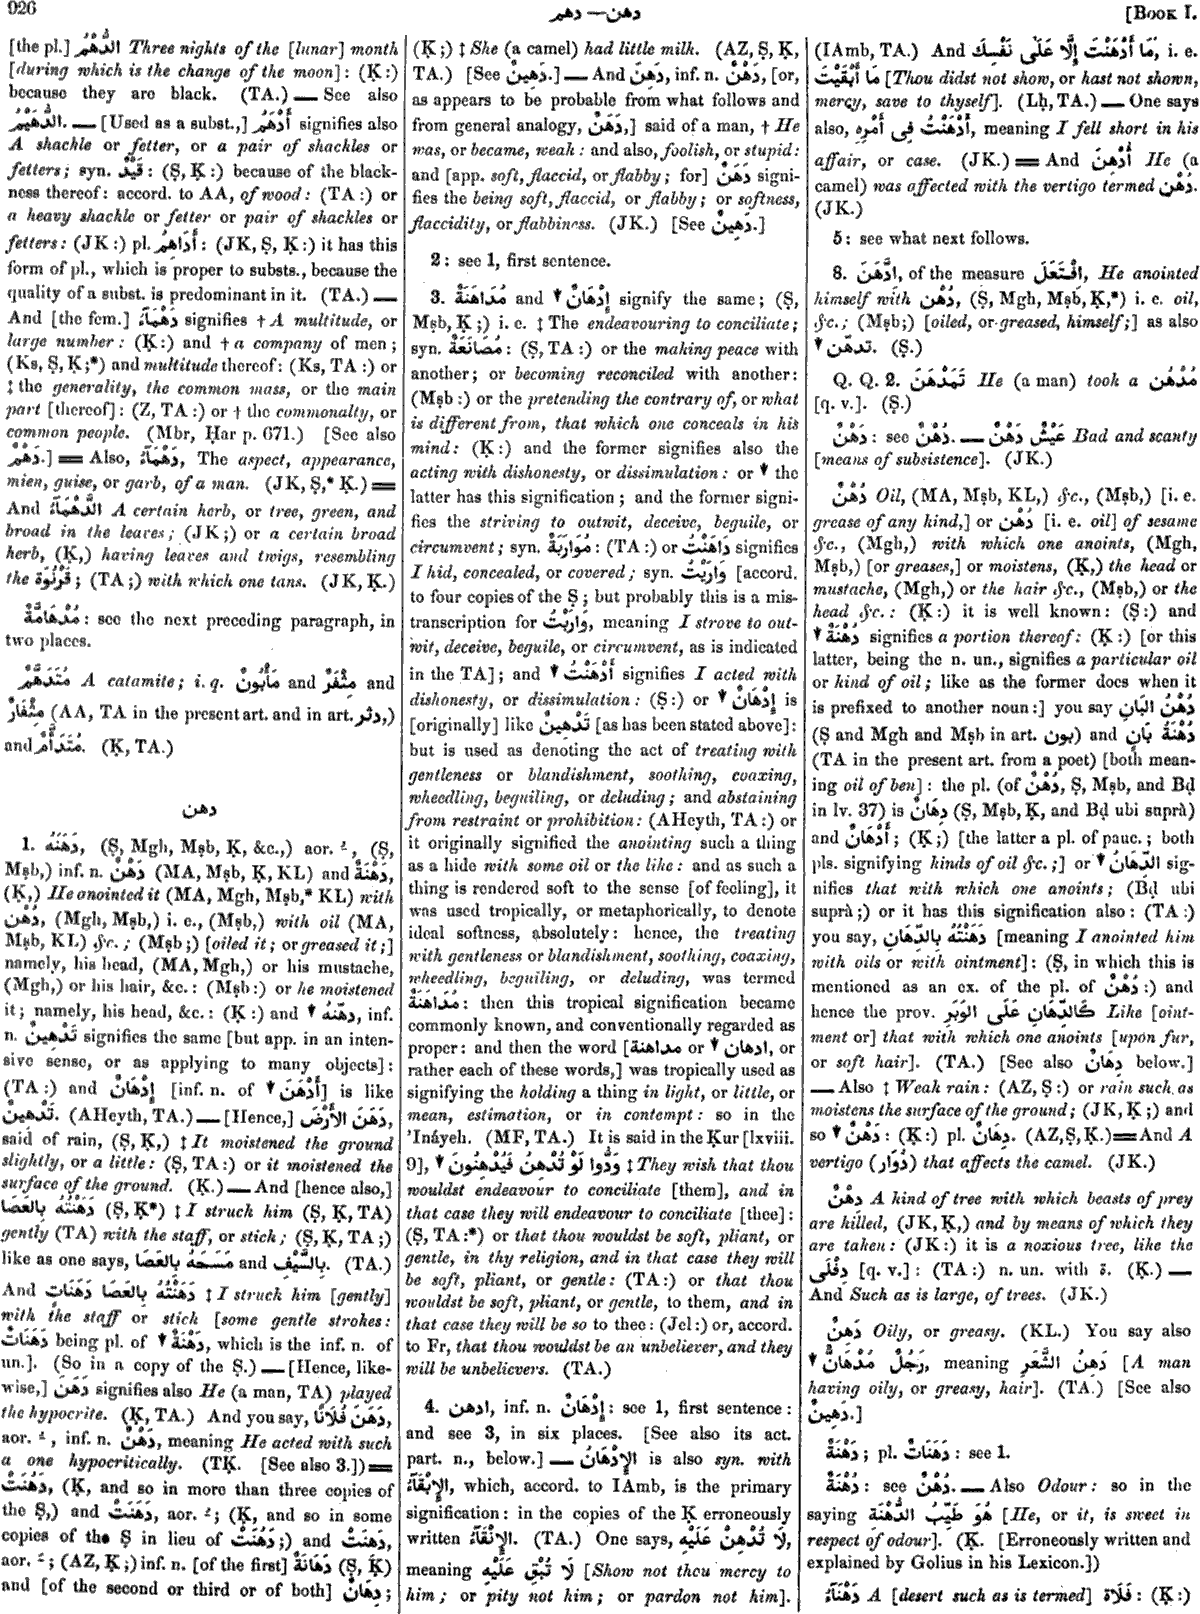 926
دهن — دهم
[Book I.
[the pl.] الدُّهْمُ Three nights of the [lunar] month
[during which is the change of the moon]: (Ḳ:)
because they are black. (TA.) — See also
الدُّهَيْمُ. — [Used as a subst.,] أَدْهَمُ signifies also
A shackle or fetter, or a pair of shackles or
fetters; syn. قَيْدٌ: (Ṣ, Ḳ:) because of the black-
ness thereof: accord. to AA, of wood: (TA:) or
a heavy shackle or fetter or pair of shackles or
fetters: (JK:) pl. أَدَاهِمُ: (JK, Ṣ, Ḳ:) it has this
form of pl., which is proper to substs., because the
quality of a subst. is predominant in it. (TA.) —
And [the fem.] دَهْمَآءُ signifies † A multitude, or
large number: (Ḳ:) and † a company of men;
(Ks, Ṣ, Ḳ;*) and multitude thereof: (Ks, TA:) or
‡ the generality, the common mass, or the main
part [thereof]: (Z, TA:) or † the commonalty, or
common people. (Mbr, Ḥar p. 671.) [See also
دَهْمٌ.] = Also, دَهْمَآءُ, The aspect, appearance,
mien, guise, or garb, of a man. (JK, Ṣ,* Ḳ.) =
And الدَّهْمَآءُ A certain herb, or tree, green, and
broad in the leaves; (JK;) or a certain broad
herb, (Ḳ,) having leaves and twigs, resembling
the قَرْنُوَة; (TA;) with which one tans. (JK, Ḳ.)
مُدْهَامَّةٌ: see the next preceding paragraph, in
two places.
مُتَدَهَّمٌ A catamite; i. q. مَأْبُونٌ and مِثْفَرٌ and
مِثْفَارٌ (AA, TA in the present art. and in art. دثر,)
and مُتَدَأَّمٌ. (Ḳ, TA.)
دهن
1. دَهَنَهُ, (Ṣ, Mgh, Mṣb, Ḳ, &c.,) aor. ـُ, (Ṣ,
Mṣb,) inf. n. دَهْنٌ (MA, Mṣb, Ḳ, KL) and دَهْنَةٌ,
(Ḳ,) He anointed it (MA, Mgh, Mṣb,* KL) with
دُهْن, (Mgh, Mṣb,) i. e., (Mṣb,) with oil (MA,
Mṣb, KL) &c.; (Mṣb;) [oiled it; or greased it;]
namely, his head, (MA, Mgh,) or his mustache,
(Mgh,) or his hair, &c.: (Mṣb:) or he moistened
it; namely, his head, &c.: (Ḳ:) and ▾ دهّنهُ, inf.
n. تَدْهِينٌ signifies the same [but app. in an inten-
sive sense, or as applying to many objects]:
(TA:) and إِدْهَانٌ [inf. n. of ▾ أَدْهَنَ] is like
تَدْهِينٌ. (AHeyth, TA.) — [Hence,] دَهَنَ الأَرْضَ,
said of rain, (Ṣ, Ḳ,) ‡ It moistened the ground
slightly, or a little: (Ṣ, TA:) or it moistened the
surface of the ground. (Ḳ.) — And [hence also,]
دَهَنْتُهُ بِالعَصَا (Ṣ, Ḳ*) ‡ I struck him (Ṣ, Ḳ, TA)
gently (TA) with the staff, or stick; (Ṣ, Ḳ, TA;)
like as one says, مَسَحَهُ بِالعَصَا and بِالسَّيْفِ. (TA.)
And دَهَنْتُهُ بِالعَصَا دَهَنَاتٍ ‡ I struck him [gently]
with the staff or stick [some gentle strokes:
دَهَنَاتٌ being pl. of ▾ دَهْنَةٌ, which is the inf. n. of
un.]. (So in a copy of the Ṣ.) — [Hence, like-
wise,] دَهَنَ signifies also He (a man, TA) played
the hypocrite. (Ḳ, TA.) And you say, دَهَنَ فُلَانًا,
aor. ـُ, inf. n. دَهْنٌ, meaning He acted with such
a one hypocritically. (TḲ. [See also 3.]) =
دَهُنَتْ, (Ḳ, and so in more than three copies of
the Ṣ,) and دَهَنَتْ, aor. ـُ; (Ḳ, and so in some
copies of the Ṣ in lieu of دَهُنَتْ;) and دَهِنَتْ,
aor. ـَ; (AZ, Ḳ;) inf. n. [of the first] دَهَانَةٌ (Ṣ, Ḳ)
and [of the second or third or of both] دِهَانٌ;
(Ḳ;) ‡ She (a camel) had little milk. (AZ, Ṣ, Ḳ,
TA.) [See دَهِينٌ.] — And دَهِنَ, inf. n. دَهَنٌ, [or,
as appears to be probable from what follows and
from general analogy, دَهَنٌ,] said of a man, † He
was, or became, weak: and also, foolish, or stupid:
and [app. soft, flaccid, or flabby; for] دَهَنٌ signi-
fies the being soft, flaccid, or flabby; or softness,
flaccidity, or flabbiness. (JK.) [See دَهِينٌ.]
2: see 1, first sentence.
3. مُدَاهَنَةٌ and ▾ إِدْهَانٌ signify the same; (Ṣ,
Mṣb, Ḳ;) i. e. ‡ The endeavouring to conciliate;
syn. مُصَانَعَةٌ: (Ṣ, TA:) or the making peace with
another; or becoming reconciled with another:
(Mṣb:) or the pretending the contrary of, or what
is different from, that which one conceals in his
mind: (Ḳ:) and the former signifies also the
acting with dishonesty, or dissimulation: or ▾ the
latter has this signification; and the former signi-
fies the striving to outwit, deceive, beguile, or
circumvent; syn. مُوَارَبَةٌ: (TA:) or دَاهَنْتُ signifies
I hid, concealed, or covered; syn. وَارَيْتُ [accord.
to four copies of the Ṣ; but probably this is a mis-
transcription for وَارَبْتُ, meaning I strove to out-
wit, deceive, beguile, or circumvent, as is indicated
in the TA]; and ▾ أَدْهَنْتُ signifies I acted with
dishonesty, or dissimulation: (Ṣ:) or ▾ إِدْهَانٌ is
[originally] like تَدْهِينٌ [as has been stated above]:
but is used as denoting the act of treating with
gentleness or blandishment, soothing, coaxing,
wheedling, beguiling, or deluding; and abstaining
from restraint or prohibition: (AHeyth, TA:) or
it originally signified the anointing such a thing
as a hide with some oil or the like: and as such a
thing is rendered soft to the sense [of feeling], it
was used tropically, or metaphorically, to denote
ideal softness, absolutely: hence, the treating
with gentleness or blandishment, soothing, coaxing,
wheedling, beguiling, or deluding, was termed
مُدَاهَنَةٌ: then this tropical signification became
commonly known, and conventionally regarded as
proper: and then the word [مداهنة or ▾ ادهان, or
rather each of these words,] was tropically used as
signifying the holding a thing in light, or little, or
mean, estimation, or in contempt: so in the
’Ináyeh. (MF, TA.) It is said in the Ḳur [lxviii.
9], ▾ وَدُّوا لَوْ تُدْهِنُ فَيُدْهِنُونَ ‡ They wish that thou
wouldst endeavour to conciliate [them], and in
that case they will endeavour to conciliate [thee]:
(Ṣ, TA:*) or that thou wouldst be soft, pliant, or
gentle, in thy religion, and in that case they will
be soft, pliant, or gentle: (TA:) or that thou
wouldst be soft, pliant, or gentle, to them, and in
that case they will be so to thee: (Jel:) or, accord.
to Fr, that thou wouldst be an unbeliever, and they
will be unbelievers. (TA.)
4. ادهن, inf. n. إِدْهَانٌ: see 1, first sentence:
and see 3, in six places. [See also its act.
part. n., below.] — الإِدْهَانُ is also syn. with
الإِبْقَآءُ, which, accord. to IAmb, is the primary
signification: in the copies of the Ḳ erroneously
written الإِنْقَآءُ. (TA.) One says, لَا تُدْهِنْ عَلَيْهِ,
meaning لَا تُبْقِ عَلَيْهِ [Show not thou mercy to
him; or pity not him; or pardon not him].
(IAmb, TA.) And مَا أَدْهَنْتَ إِلَّا عَلَى نَفْسِكَ, i. e.
مَا أَبْقَيْتَ [Thou didst not show, or hast not shown,
mercy, save to thyself]. (Lḥ, TA.) — One says
also, أَدْهَنْتُ فِى أَمْرِهِ, meaning I fell short in his
affair, or case. (JK.) = And أُدْهِنَ He (a
camel) was affected with the vertigo termed دُهْن.
(JK.)
5: see what next follows.
8. اِدَّهَنَ, of the measure اِفْتَعَلَ, He anointed
himself with دُهْن, (Ṣ, Mgh, Mṣb, Ḳ,*) i. e. oil,
&c.; (Mṣb;) [oiled, or greased, himself;] as also
▾ تدهّن. (Ṣ.)
Q. Q. 2. تَمَدْهَنَ He (a man) took a مُدْهُن
[q. v.]. (Ṣ.)
دَهْنٌ: see دُهْنٌ. — عَيْشٌ دَهْنٌ Bad and scanty
[means of subsistence]. (JK.)
دُهْنٌ Oil, (MA, Mṣb, KL,) &c., (Mṣb,) [i. e.
grease of any kind,] or دُهْن [i. e. oil] of sesame
&c., (Mgh,) with which one anoints, (Mgh,
Mṣb,) [or greases,] or moistens, (Ḳ,) the head or
mustache, (Mgh,) or the hair &c., (Mṣb,) or the
head &c.: (Ḳ:) it is well known: (Ṣ:) and
▾ دُهْنَةٌ signifies a portion thereof: (Ḳ:) [or this
latter, being the n. un., signifies a particular oil
or kind of oil; like as the former does when it
is prefixed to another noun:] you say دُهْنُ البَانِ
(Ṣ and Mgh and Mṣb in art. بون) and دُهْنَةُ بَانٍ
(TA in the present art. from a poet) [both mean-
ing oil of ben]: the pl. (of دُهْنٌ, Ṣ, Mṣb, and Bḍ
in lv. 37) is دِهَانٌ (Ṣ, Mṣb, Ḳ, and Bḍ ubi suprà)
and أَدْهَانٌ; (Ḳ;) [the latter a pl. of pauc.; both
pls. signifying kinds of oil &c.;] or ▾ الدِّهَانُ sig-
nifies that with which one anoints; (Bḍ ubi
suprà;) or it has this signification also: (TA:)
you say, دَهَنْتُهُ بِالدِّهَانِ [meaning I anointed him
with oils or with ointment]: (Ṣ, in which this is
mentioned as an ex. of the pl. of دُهْنٌ:) and
hence the prov. كَالدِّهَانِ عَلَى الوَبَرِ Like [oint-
ment or] that with which one anoints [upon fur,
or soft hair]. (TA.) [See also دِهَانٌ below.]
— Also ‡ Weak rain: (AZ, Ṣ:) or rain such as
moistens the surface of the ground; (JK, Ḳ;) and
so ▾ دَهْنٌ: (Ḳ:) pl. دِهَانٌ. (AZ, Ṣ, Ḳ.) = And A
vertigo (دُوَار) that affects the camel. (JK.)
دِهْنٌ A kind of tree with which beasts of prey
are killed, (JK, Ḳ,) and by means of which they
are taken: (JK:) it is a noxious tree, like the
دِفْلَى [q. v.]: (TA:) n. un. with ة. (Ḳ.) —
And Such as is large, of trees. (JK.)
دَهِنٌ Oily, or greasy. (KL.) You say also
▾ رَجُلٌ مُدْهَانٌّ, meaning دَهِنُ الشَّعَرِ [A man
having oily, or greasy, hair]. (TA.) [See also
دَهِينٌ.]
دَهْنَةٌ; pl. دَهَنَاتٌ: see 1.
دُهْنَةٌ: see دُهْنٌ. — Also Odour: so in the
saying هُوَ طَيِّبُ الدُّهْنَةِ [He, or it, is sweet in
respect of odour]. (Ḳ. [Erroneously written and
explained by Golius in his Lexicon.])
دَهْنَآءُ A [desert such as is termed] فَلَاة: (Ḳ:)